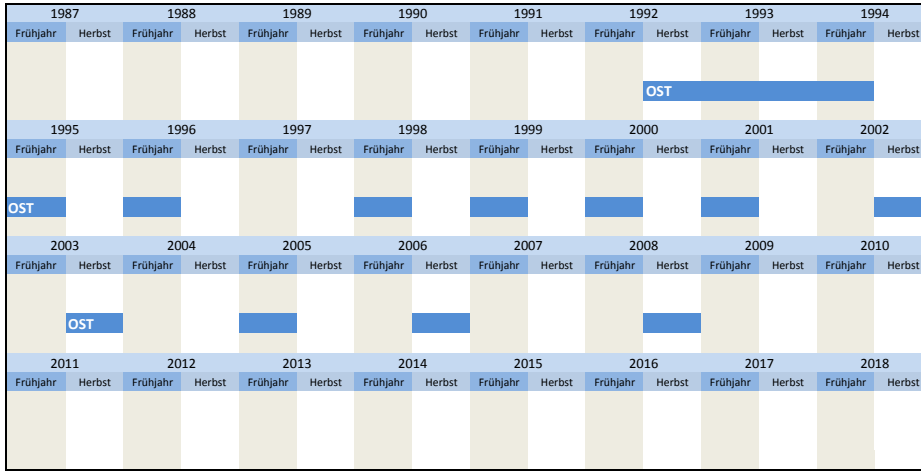 1987 1988 1989 1990 1991 1992 1993 1994
Frühjahr Herbst Frühjahr Herbst Frühjahr Herbst Frühjahr Herbst Frühjahr Herbst Frühjahr Herbst Frühjahr Herbst Frühjahr Herbst
OST
1995 1996 1997 1998 1999 2000 2001 2002
Frühjahr Herbst Frühjahr Herbst Frühjahr Herbst Frühjahr Herbst Frühjahr Herbst Frühjahr Herbst Frühjahr Herbst Frühjahr Herbst
OST
2003 2004 2005 2006 2007 2008 2009 2010
Frühjahr Herbst Frühjahr Herbst Frühjahr Herbst Frühjahr Herbst Frühjahr Herbst Frühjahr Herbst Frühjahr Herbst Frühjahr Herbst
OST
2011 2012 2013 2014 2015 2016 2017 2018
Frühjahr Herbst Frühjahr Herbst Frühjahr Herbst Frühjahr Herbst Frühjahr Herbst Frühjahr Herbst Frühjahr Herbst Frühjahr Herbst